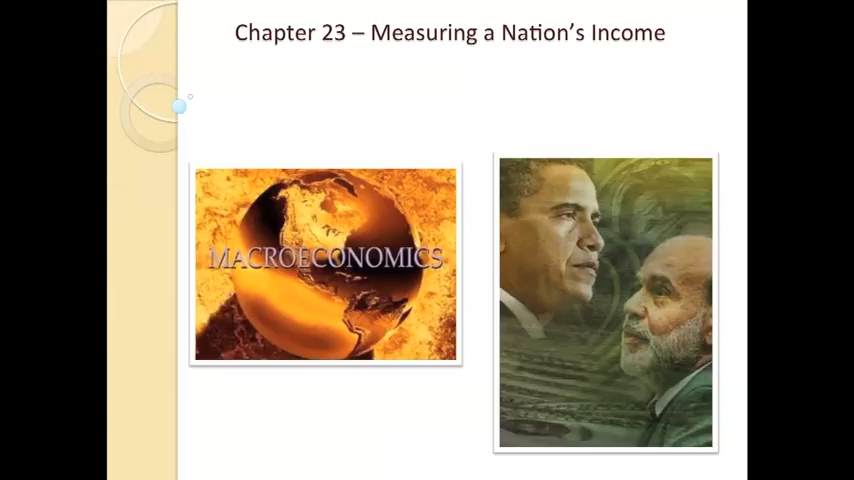 Chapter 23 – Measuring a Nation's Income
MACROECONOMICS